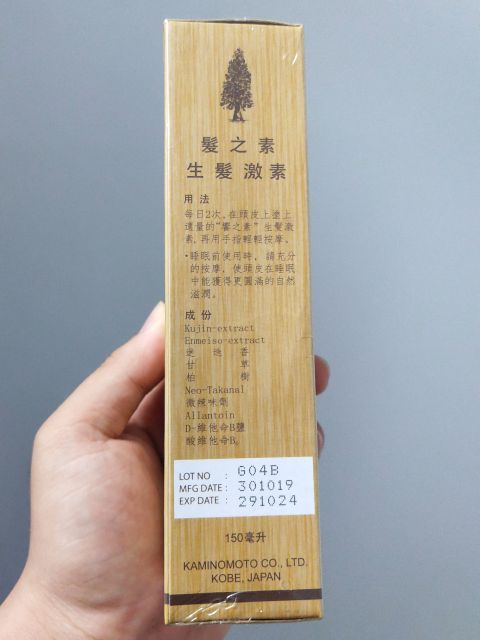 髮之素
生髮激素
用法
每日2次,在頭皮上塗上
適量的“髮之素”生髮激
素,再用手指輕輕按摩。
•睡眠前使用時,請充分
的按摩,使頭皮在睡眠
中能獲得更圓滿的自然
滋潤。
成份
Kujin-extract
Enmeiso-extract
迷迭香
甘草
柏樹
Neo-Takanal
微辣味劑
Allantoin
D-維他命B鹽
酸維他命B₆
LOT NO : G04B
MFG DATE : 301019
EXP DATE : 291024
150毫升
KAMINOMOTO CO., LTD.
KOBE, JAPAN